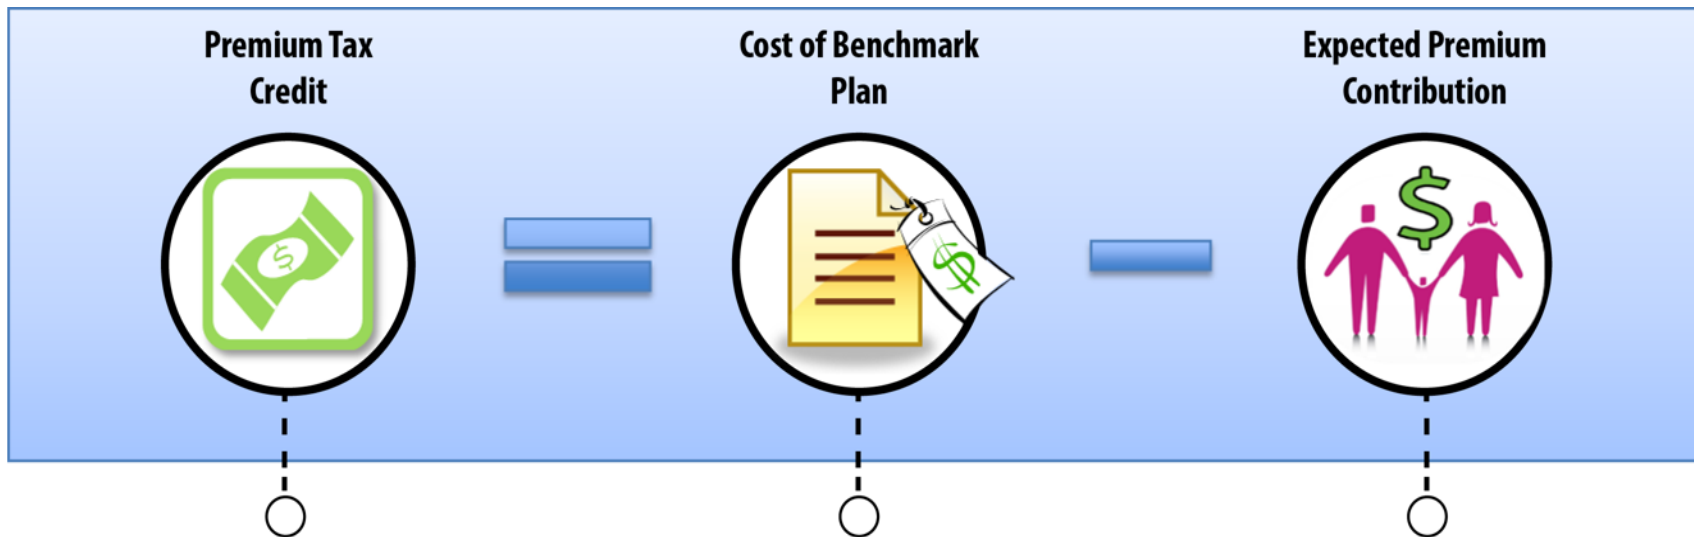 Premium Tax
Credit
Cost of Benchmark
Plan
Expected Premium
Contribution
$
$
$